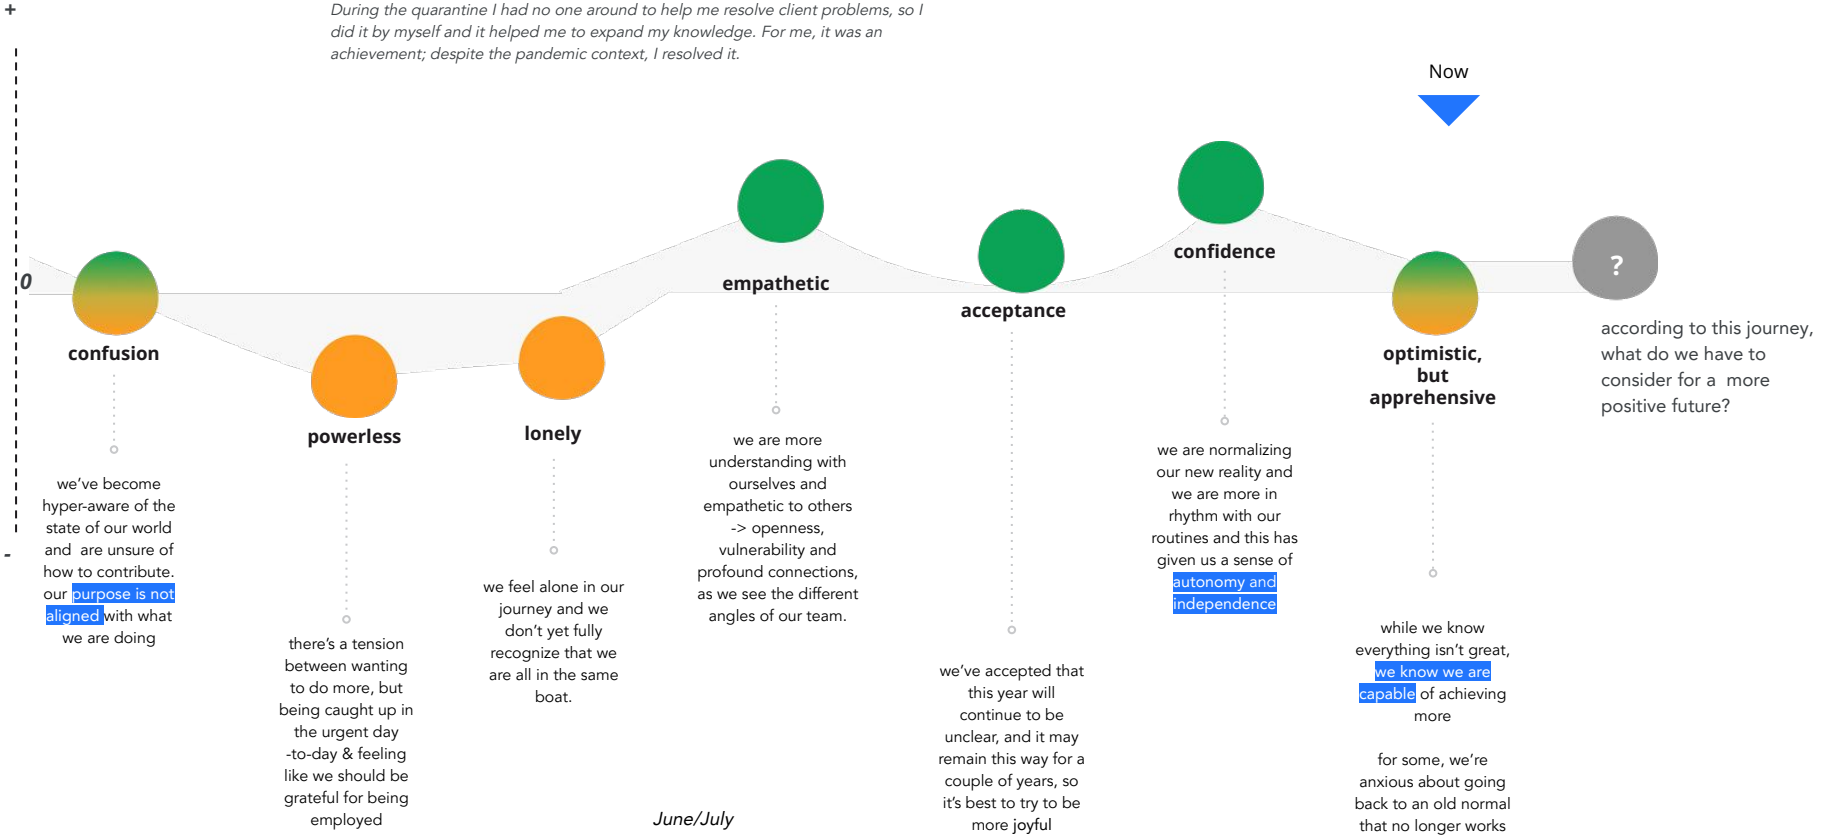 +
During the quarantine I had no one around to help me resolve client problems, so I
did it by myself and it helped me to expand my knowledge. For me, it was an
achievement; despite the pandemic context, I resolved it.
Now
0
-
confusion
we've become
hyper-aware of the
state of our world
and are unsure of
how to contribute.
our purpose is not
aligned with what
we are doing
powerless
there's a tension
between wanting
to do more, but
being caught up in
the urgent day
-to-day & feeling
like we should be
grateful for being
employed
lonely
we feel alone in our
journey and we
don't yet fully
recognize that we
are all in the same
boat.
June/July
empathetic
we are more
understanding with
ourselves and
empathetic to others
-> openness,
vulnerability and
profound connections,
as we see the different
angles of our team.
acceptance
we've accepted that
this year will
continue to be
unclear, and it may
remain this way for a
couple of years, so
it's best to try to be
more joyful
confidence
we are normalizing
our new reality and
we are more in
rhythm with our
routines and this has
given us a sense of
autonomy and
independence
optimistic,
but
apprehensive
while we know
everything isn't great,
we know we are
capable of achieving
more
for some, we're
anxious about going
back to an old normal
that no longer works
?
according to this journey,
what do we have to
consider for a more
positive future?